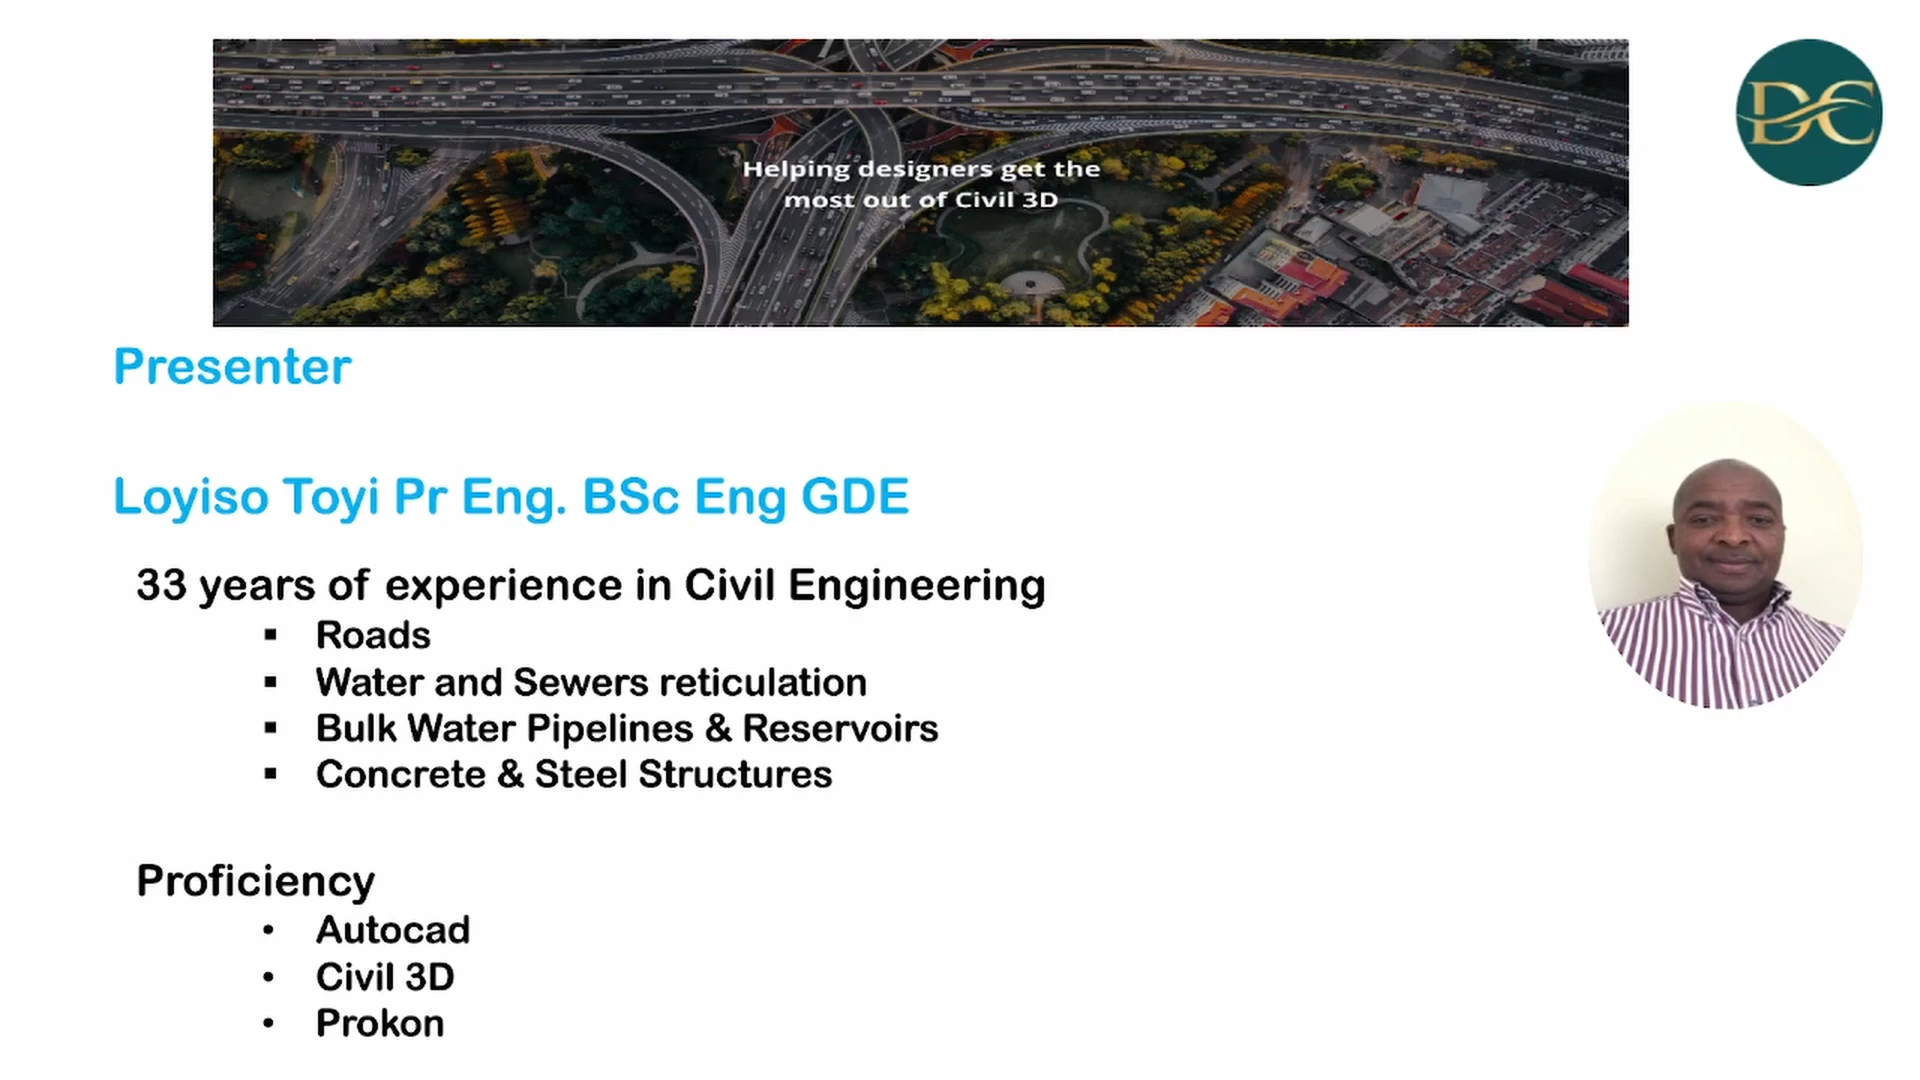 Helping designers get the
most out of Civil 3D
DC
Presenter
Loyiso Toyi Pr Eng. BSc Eng GDE
33 years of experience in Civil Engineering
▪ Roads
▪ Water and Sewers reticulation
▪ Bulk Water Pipelines & Reservoirs
▪ Concrete & Steel Structures
Proficiency
• Autocad
• Civil 3D
• Prokon